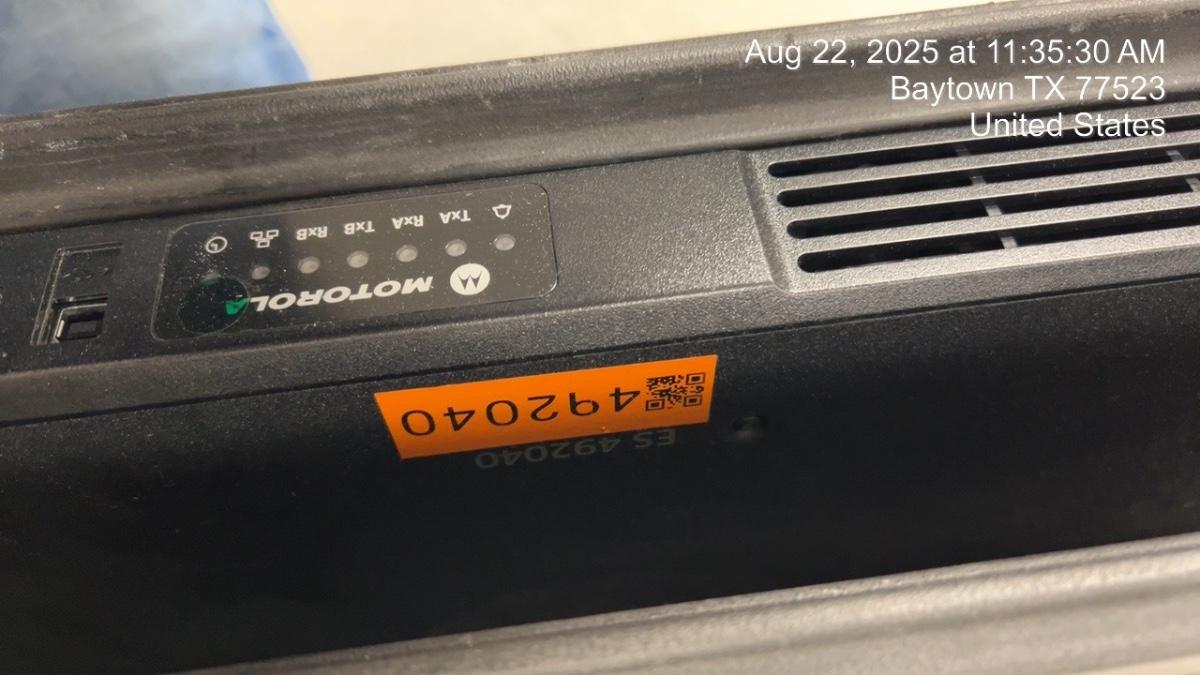 Aug 22, 2025 at 11:35:30 AM
Baytown TX 77523
United States
TxA RxA TxB RxB
MOTOROLA
492040
ES 492040